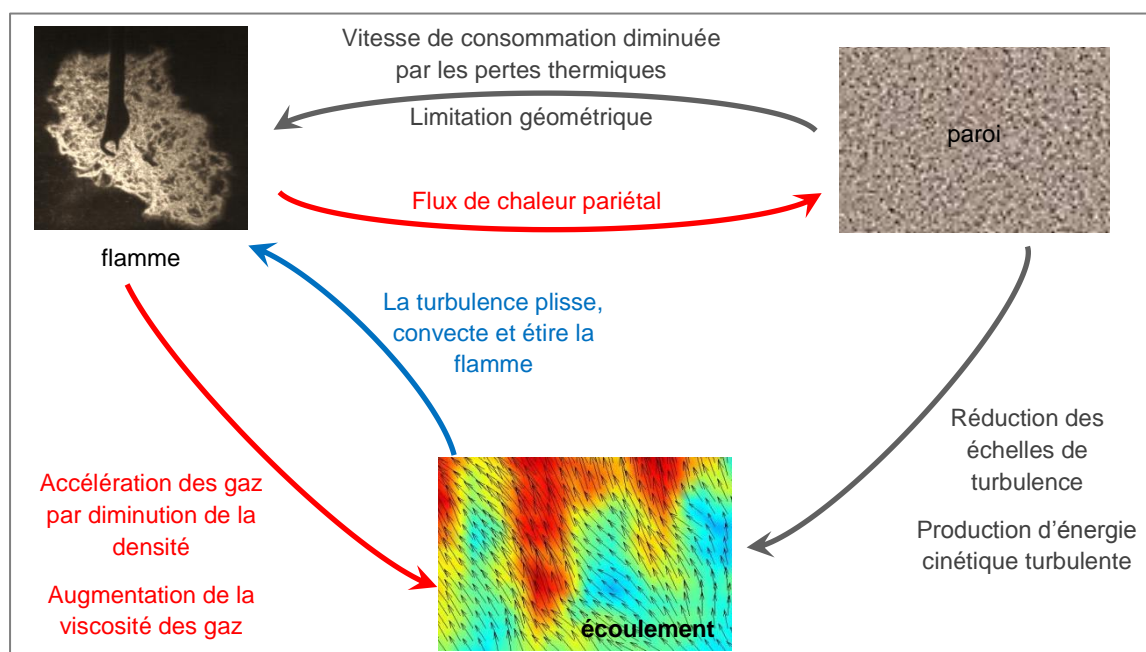 Vitesse de consommation diminuée
par les pertes thermiques
Limitation géométrique
paroi
Flux de chaleur pariétal
flamme
La turbulence plisse,
convecte et étire la
flamme
Réduction des
échelles de
turbulence
Production d’énergie
cinétique turbulente
Accélération des gaz
par diminution de la
densité
Augmentation de la
viscosité des gaz
écoulement